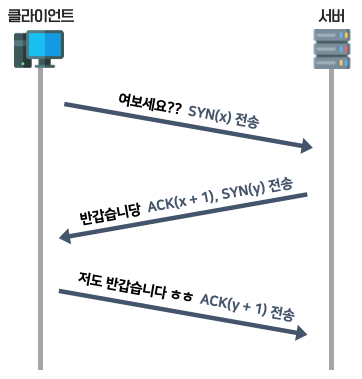 클라이언트
서버
여보세요?? SYN(x) 전송
반갑습니당 ACK(x + 1), SYN(y) 전송
저도 반갑습니다 ㅎㅎ ACK(y + 1) 전송